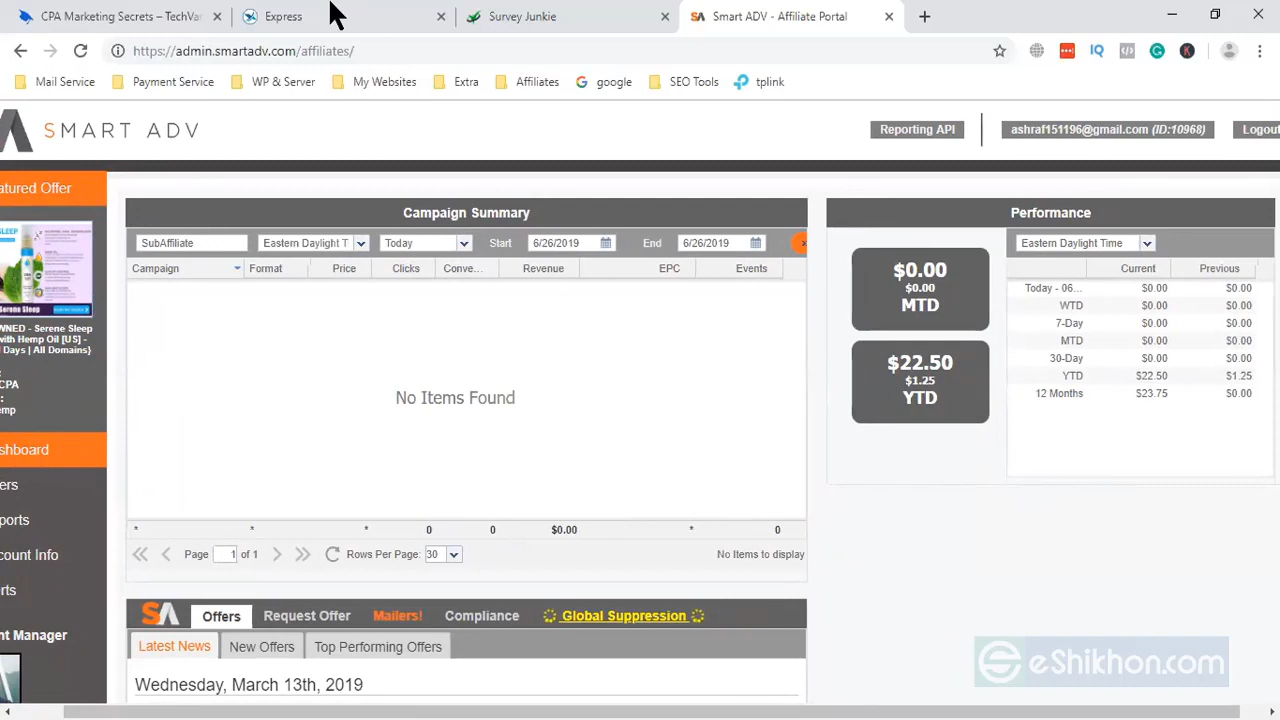 CPA Marketing Secrets – TechVar
Express
Survey Junkie
Smart ADV - Affiliate Portal
https://admin.smartadv.com/affiliates/
Mail Service
Payment Service
WP & Server
My Websites
Extra
Affiliates
google
SEO Tools
tplink
SMART ADV
Reporting API
ashraf151196@gmail.com (ID:10968)
Logout
atured Offer
SLEEP
erene Sleep
WNED - Serene Sleep
with Hemp Oil [US] -
Days | All Domains}
:
CPA
:
emp
shboard
ers
ports
count Info
rts
nt Manager
Campaign Summary
SubAffiliate Eastern Daylight T Today Start 6/26/2019 End 6/26/2019
Campaign Format Price Clicks Conve... Revenue EPC Events
No Items Found
* * * 0 0 $0.00 * 0
Page 1 of 1 Rows Per Page: 30 No Items to display
Performance
$0.00
$0.00
MTD
$22.50
$1.25
YTD
Eastern Daylight Time
Current Previous
Today - 06... $0.00 $0.00
WTD $0.00 $0.00
7-Day $0.00 $0.00
MTD $0.00 $0.00
30-Day $0.00 $0.00
YTD $22.50 $1.25
12 Months $23.75 $0.00
SA Offers Request Offer Mailers! Compliance Global Suppression
Latest News New Offers Top Performing Offers
Wednesday, March 13th, 2019
eShikhon.com